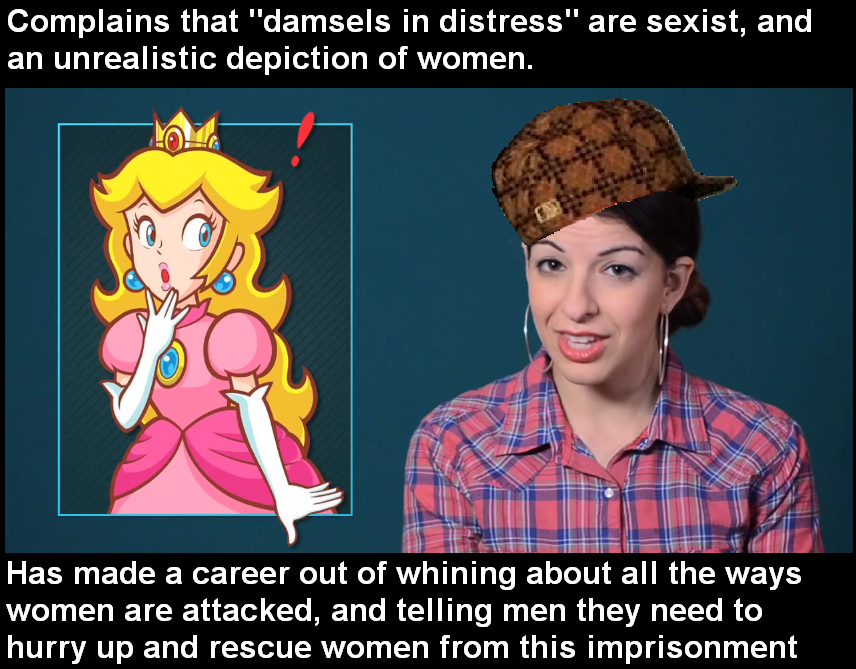 Complains that "damsels in distress" are sexist, and
an unrealistic depiction of women.
!
Has made a career out of whining about all the ways
women are attacked, and telling men they need to
hurry up and rescue women from this imprisonment